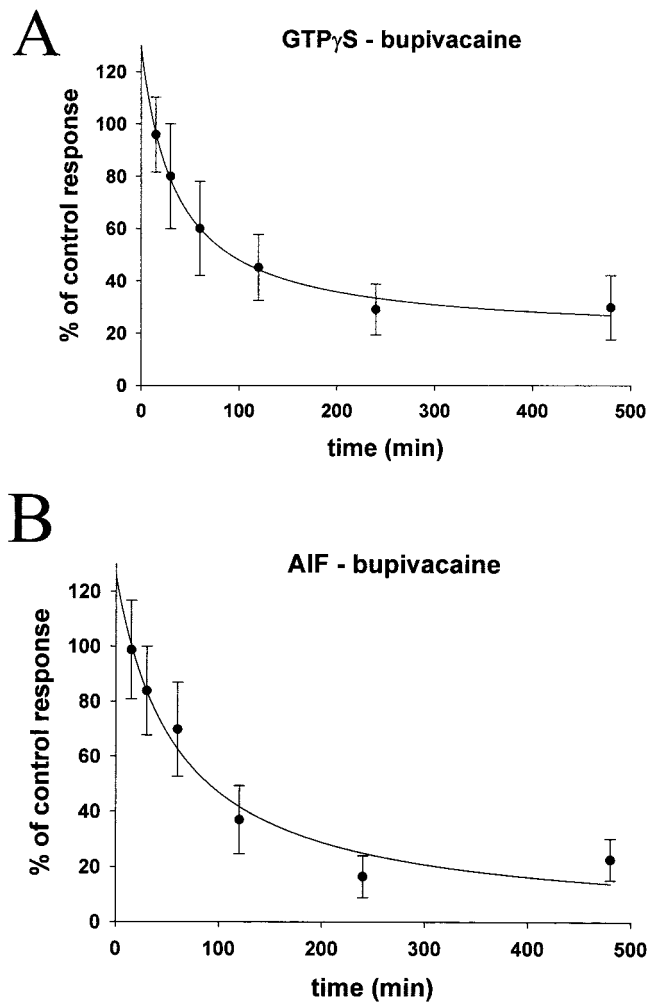 A
GTPγS - bupivacaine
% of control response
120
100
80
60
40
20
0
0 100 200 300 400 500
time (min)
B
AlF - bupivacaine
% of control response
120
100
80
60
40
20
0
0 100 200 300 400 500
time (min)